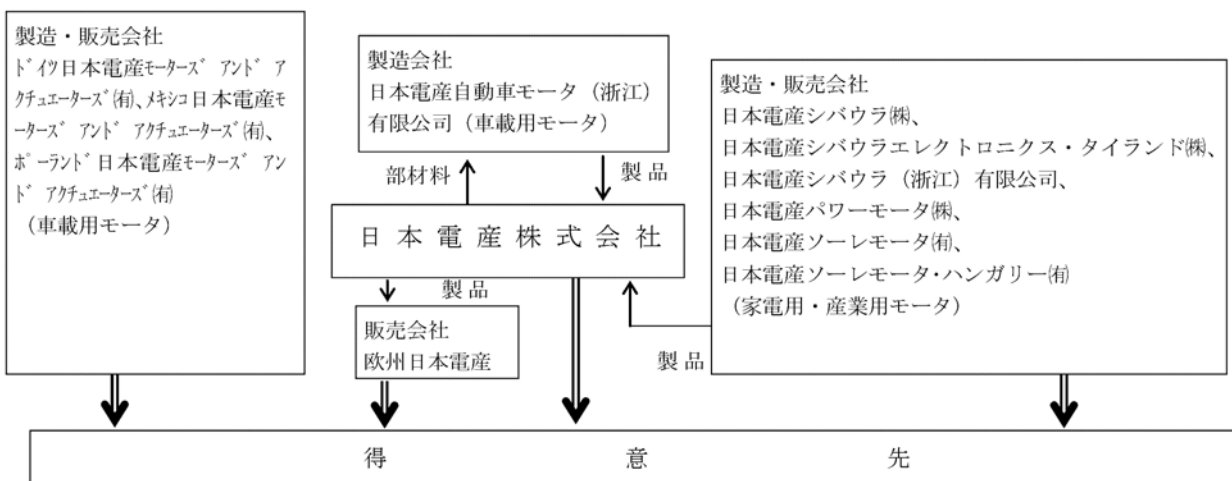 製造・販売会社
ﾄﾞｲﾂ日本電産ﾓｰﾀｰｽﾞ ｱﾝﾄﾞ ｱ
ｸﾁｭｴｰﾀｰｽﾞ㈲、ﾒｷｼｺ日本電産ﾓ
ｰﾀｰｽﾞ ｱﾝﾄﾞ ｱｸﾁｭｴｰﾀｰｽﾞ㈲、
ﾎﾟｰﾗﾝﾄﾞ日本電産ﾓｰﾀｰｽﾞ ｱﾝ
ﾄﾞ ｱｸﾁｭｴｰﾀｰｽﾞ㈲
（車載用モータ）
製造会社
日本電産自動車モータ（浙江）
有限公司（車載用モータ）
部材料
製品
日本電産株式会社
製品
販売会社
欧州日本電産
製造・販売会社
日本電産シバウラ㈱、
日本電産シバウラエレクトロニクス・タイランド㈱、
日本電産シバウラ（浙江）有限公司、
日本電産パワーモータ㈱、
日本電産ソーレモータ㈲、
日本電産ソーレモータ・ハンガリー㈲
（家電用・産業用モータ）
製品
得意先